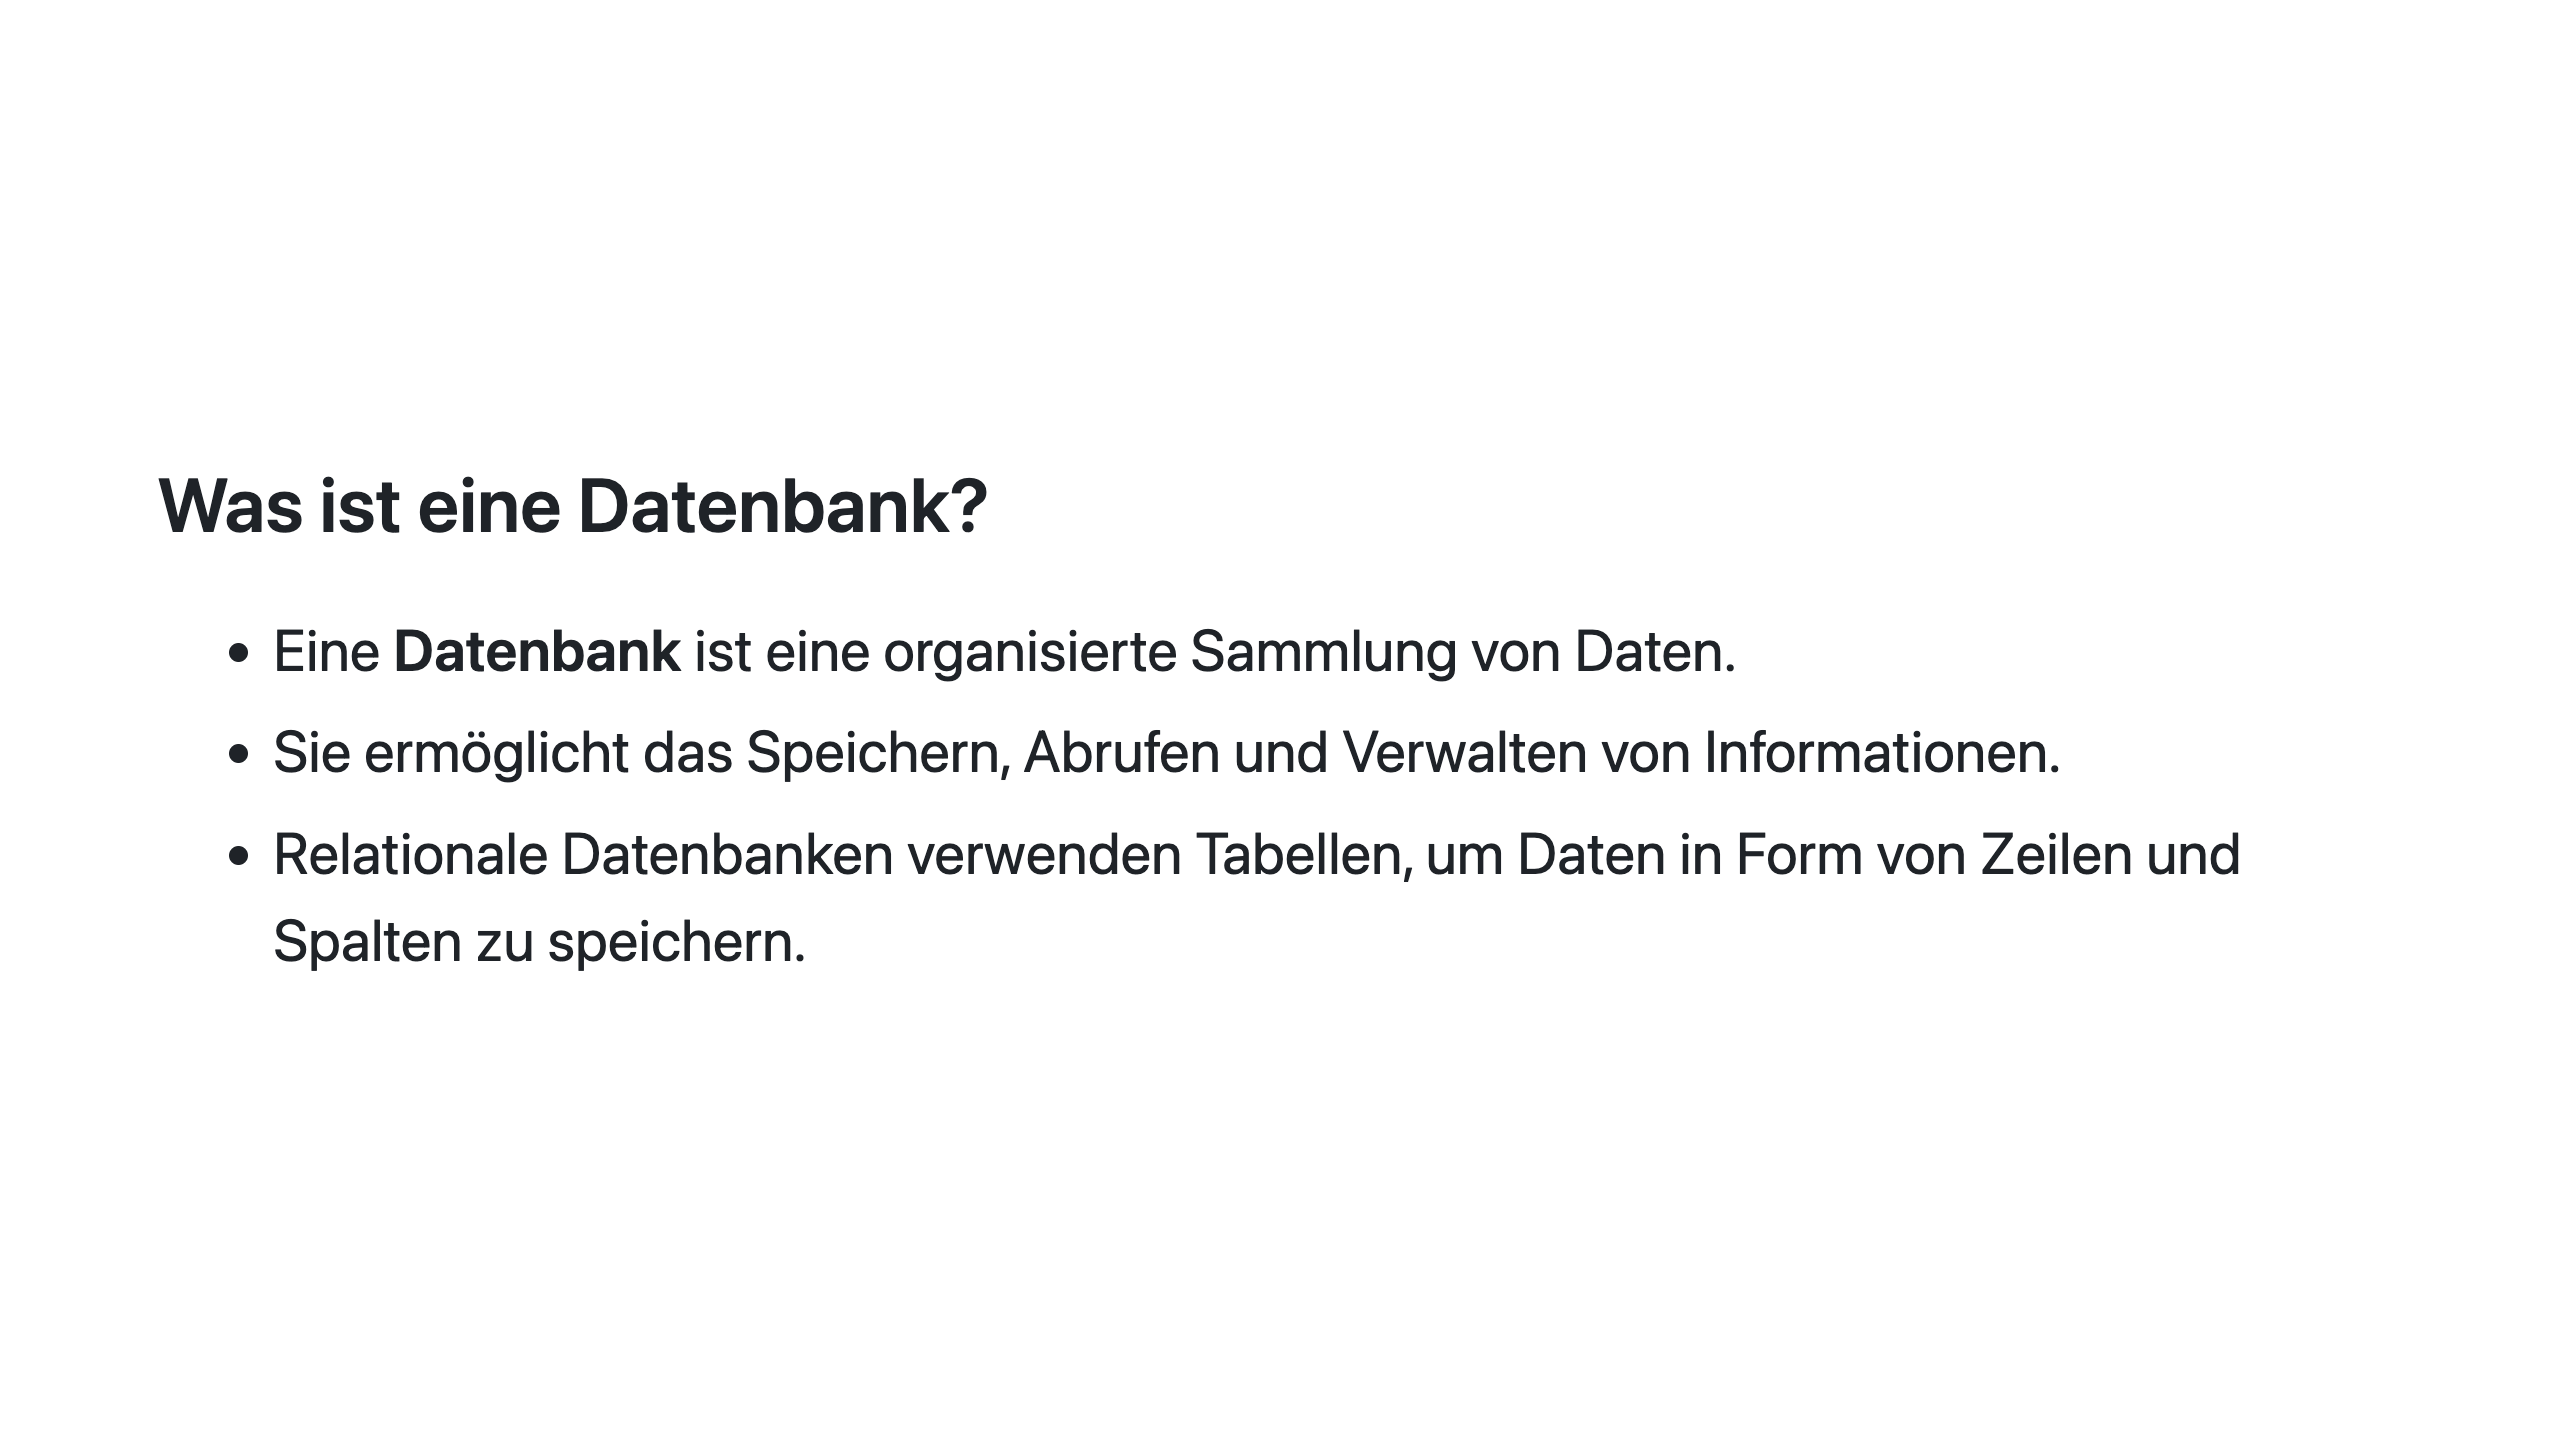 Was ist eine Datenbank?
• Eine Datenbank ist eine organisierte Sammlung von Daten.
• Sie ermöglicht das Speichern, Abrufen und Verwalten von Informationen.
• Relationale Datenbanken verwenden Tabellen, um Daten in Form von Zeilen und
Spalten zu speichern.